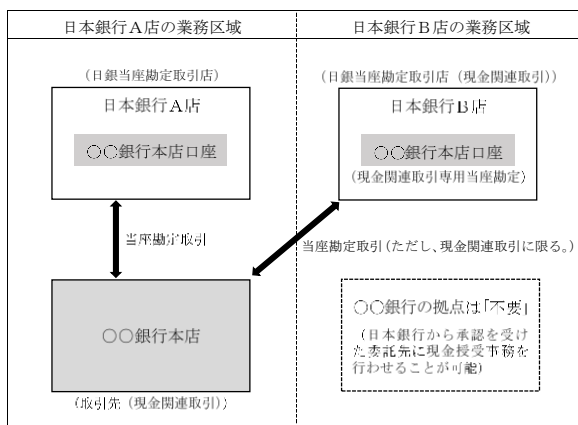 日本銀行A店の業務区域
日本銀行B店の業務区域
(日銀当座勘定取引店)
日本銀行A店
○○銀行本店口座
(日銀当座勘定取引店(現金関連取引))
日本銀行B店
○○銀行本店口座
(現金関連取引専用当座勘定)
当座勘定取引
当座勘定取引(ただし、現金関連取引に限る。)
○○銀行本店
(取引先(現金関連取引))
○○銀行の拠点は「不要」
(日本銀行から承認を受け
た委託先に現金授受事務を
行わせることが可能)